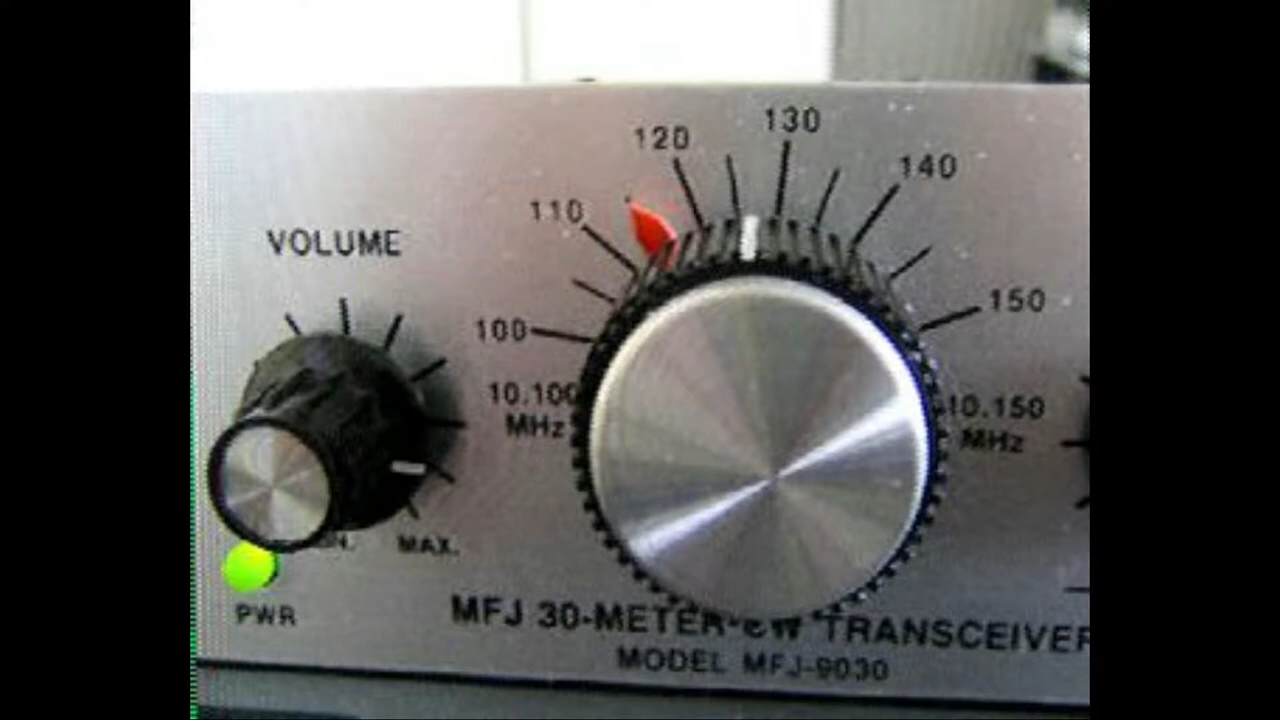 VOLUME
100
110
120
130
140
150
10.100
MHz
10.150
MHz
MAX.
PWR
MFJ 30-METER CW TRANSCEIVER
MODEL MFJ-9030